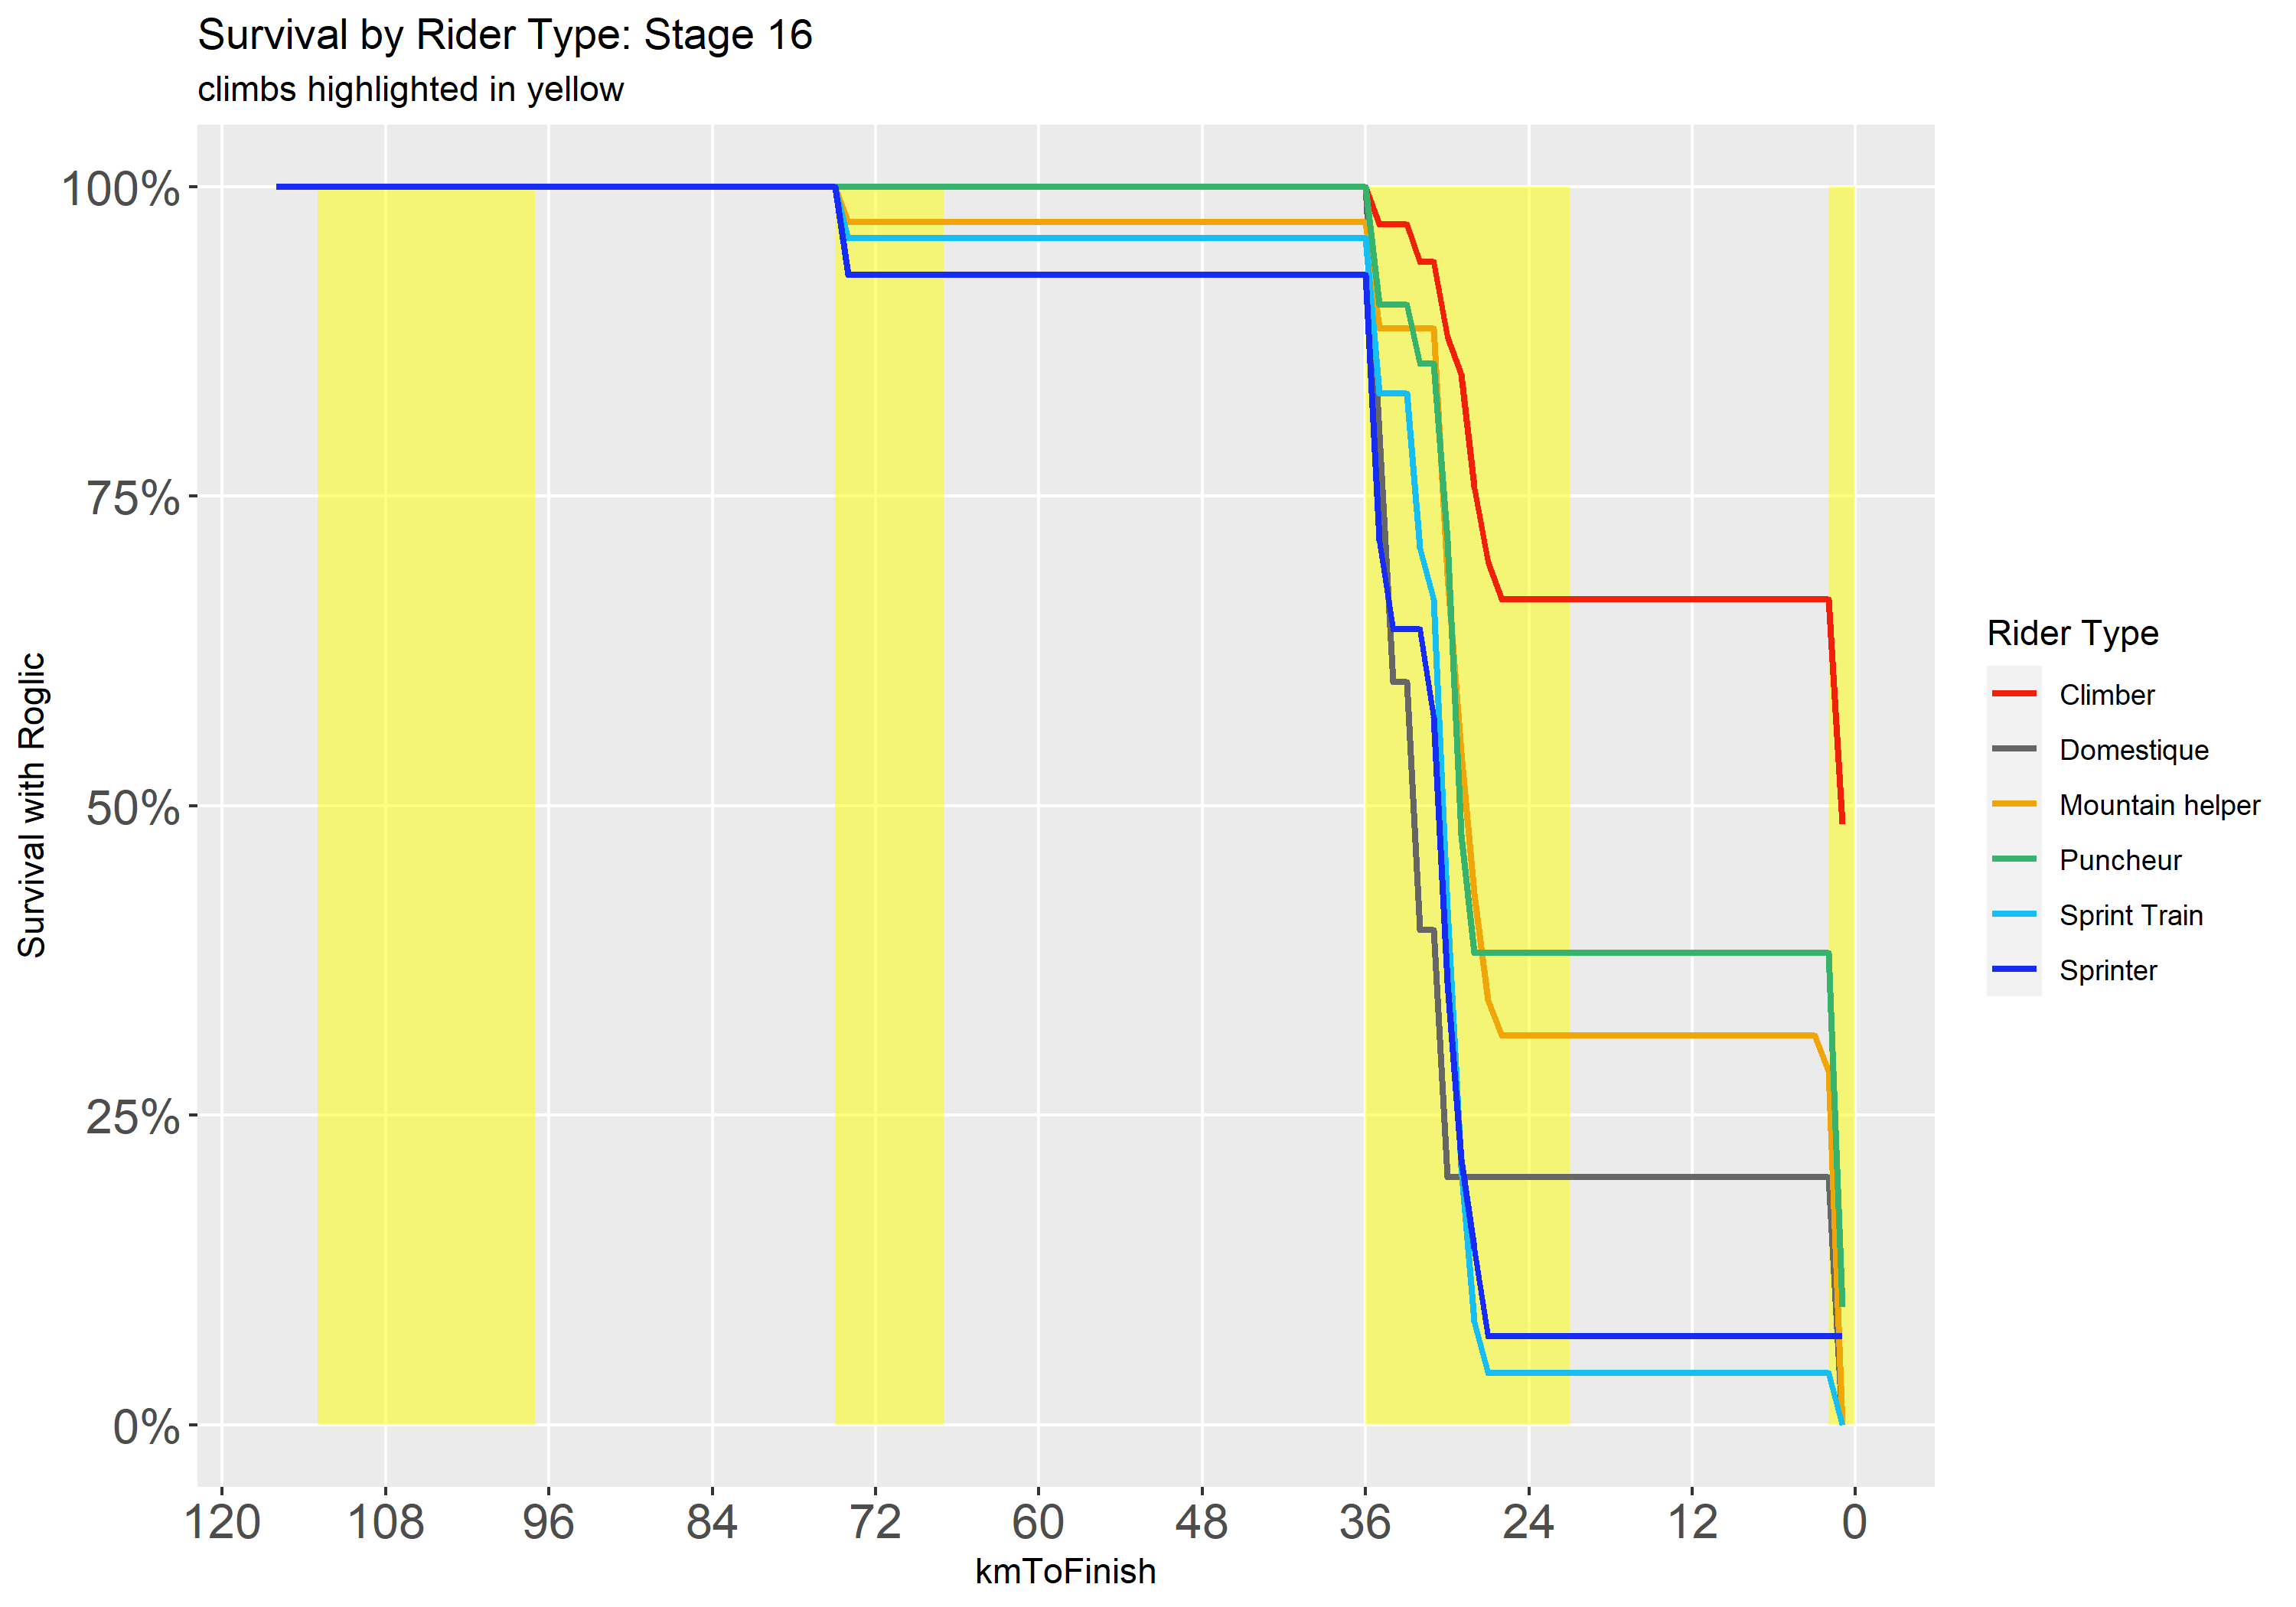 Survival by Rider Type: Stage 16
climbs highlighted in yellow
Survival with Roglic
100%
75%
50%
25%
0%
120 108 96 84 72 60 48 36 24 12 0
kmToFinish
Rider Type
Climber
Domestique
Mountain helper
Puncheur
Sprint Train
Sprinter